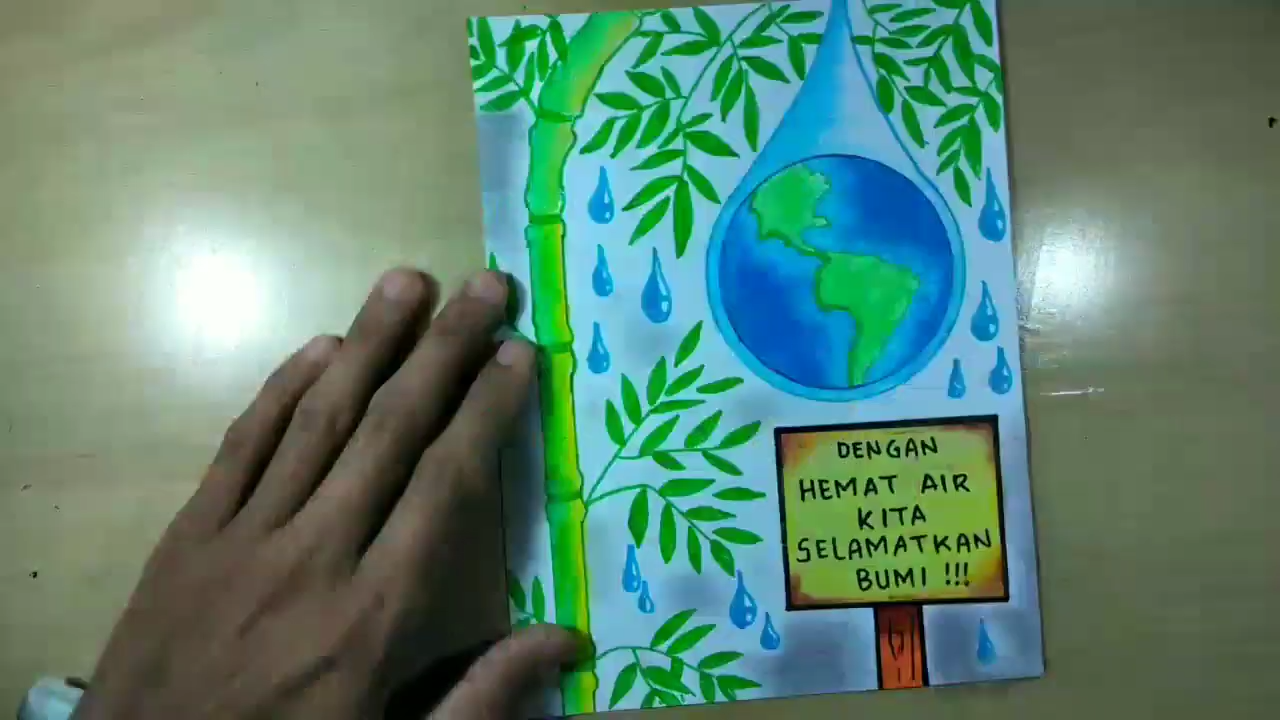 DENGAN
HEMAT AIR
KITA
SELAMATKAN
BUMI !!!